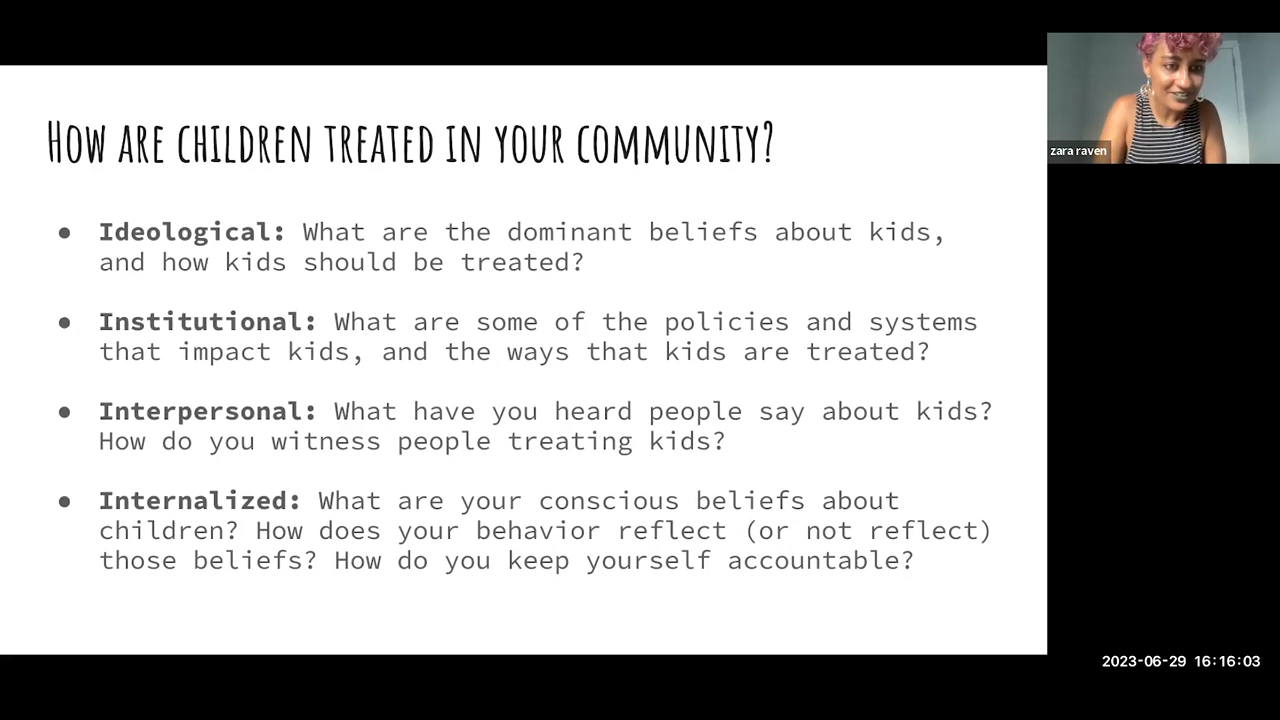 How are children treated in your community?
● Ideological: What are the dominant beliefs about kids,
and how kids should be treated?
● Institutional: What are some of the policies and systems
that impact kids, and the ways that kids are treated?
● Interpersonal: What have you heard people say about kids?
How do you witness people treating kids?
● Internalized: What are your conscious beliefs about
children? How does your behavior reflect (or not reflect)
those beliefs? How do you keep yourself accountable?
zara raven
2023-06-29 16:16:03